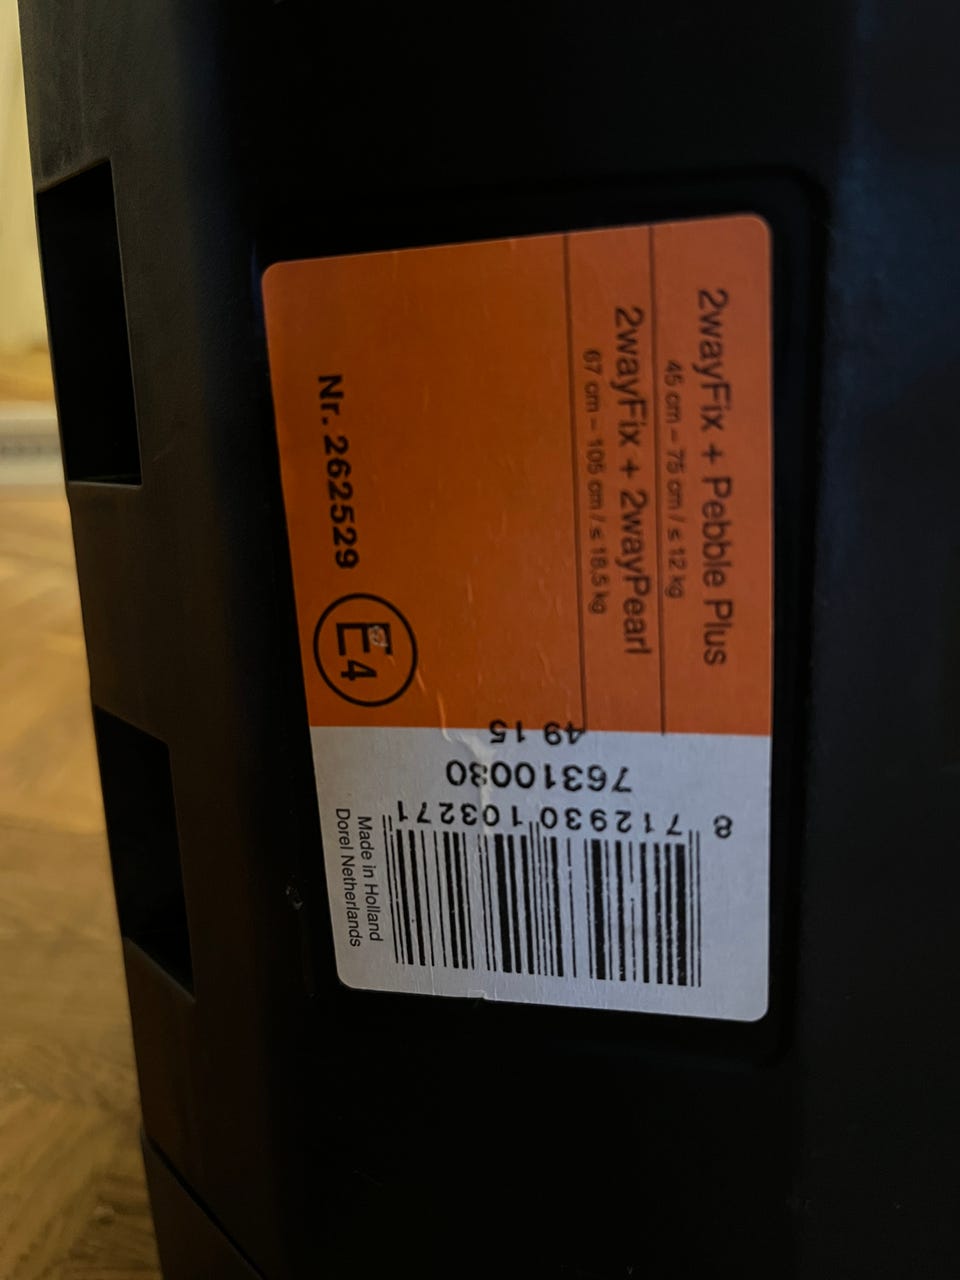 2wayFix + Pebble Plus
45 cm – 75 cm / ≤ 12 kg
2wayFix + 2wayPearl
67 cm – 105 cm / ≤ 18,5 kg
Nr. 262529
E4
49 15
76310030
8 712930 103271
Made in Holland
Dorel Netherlands